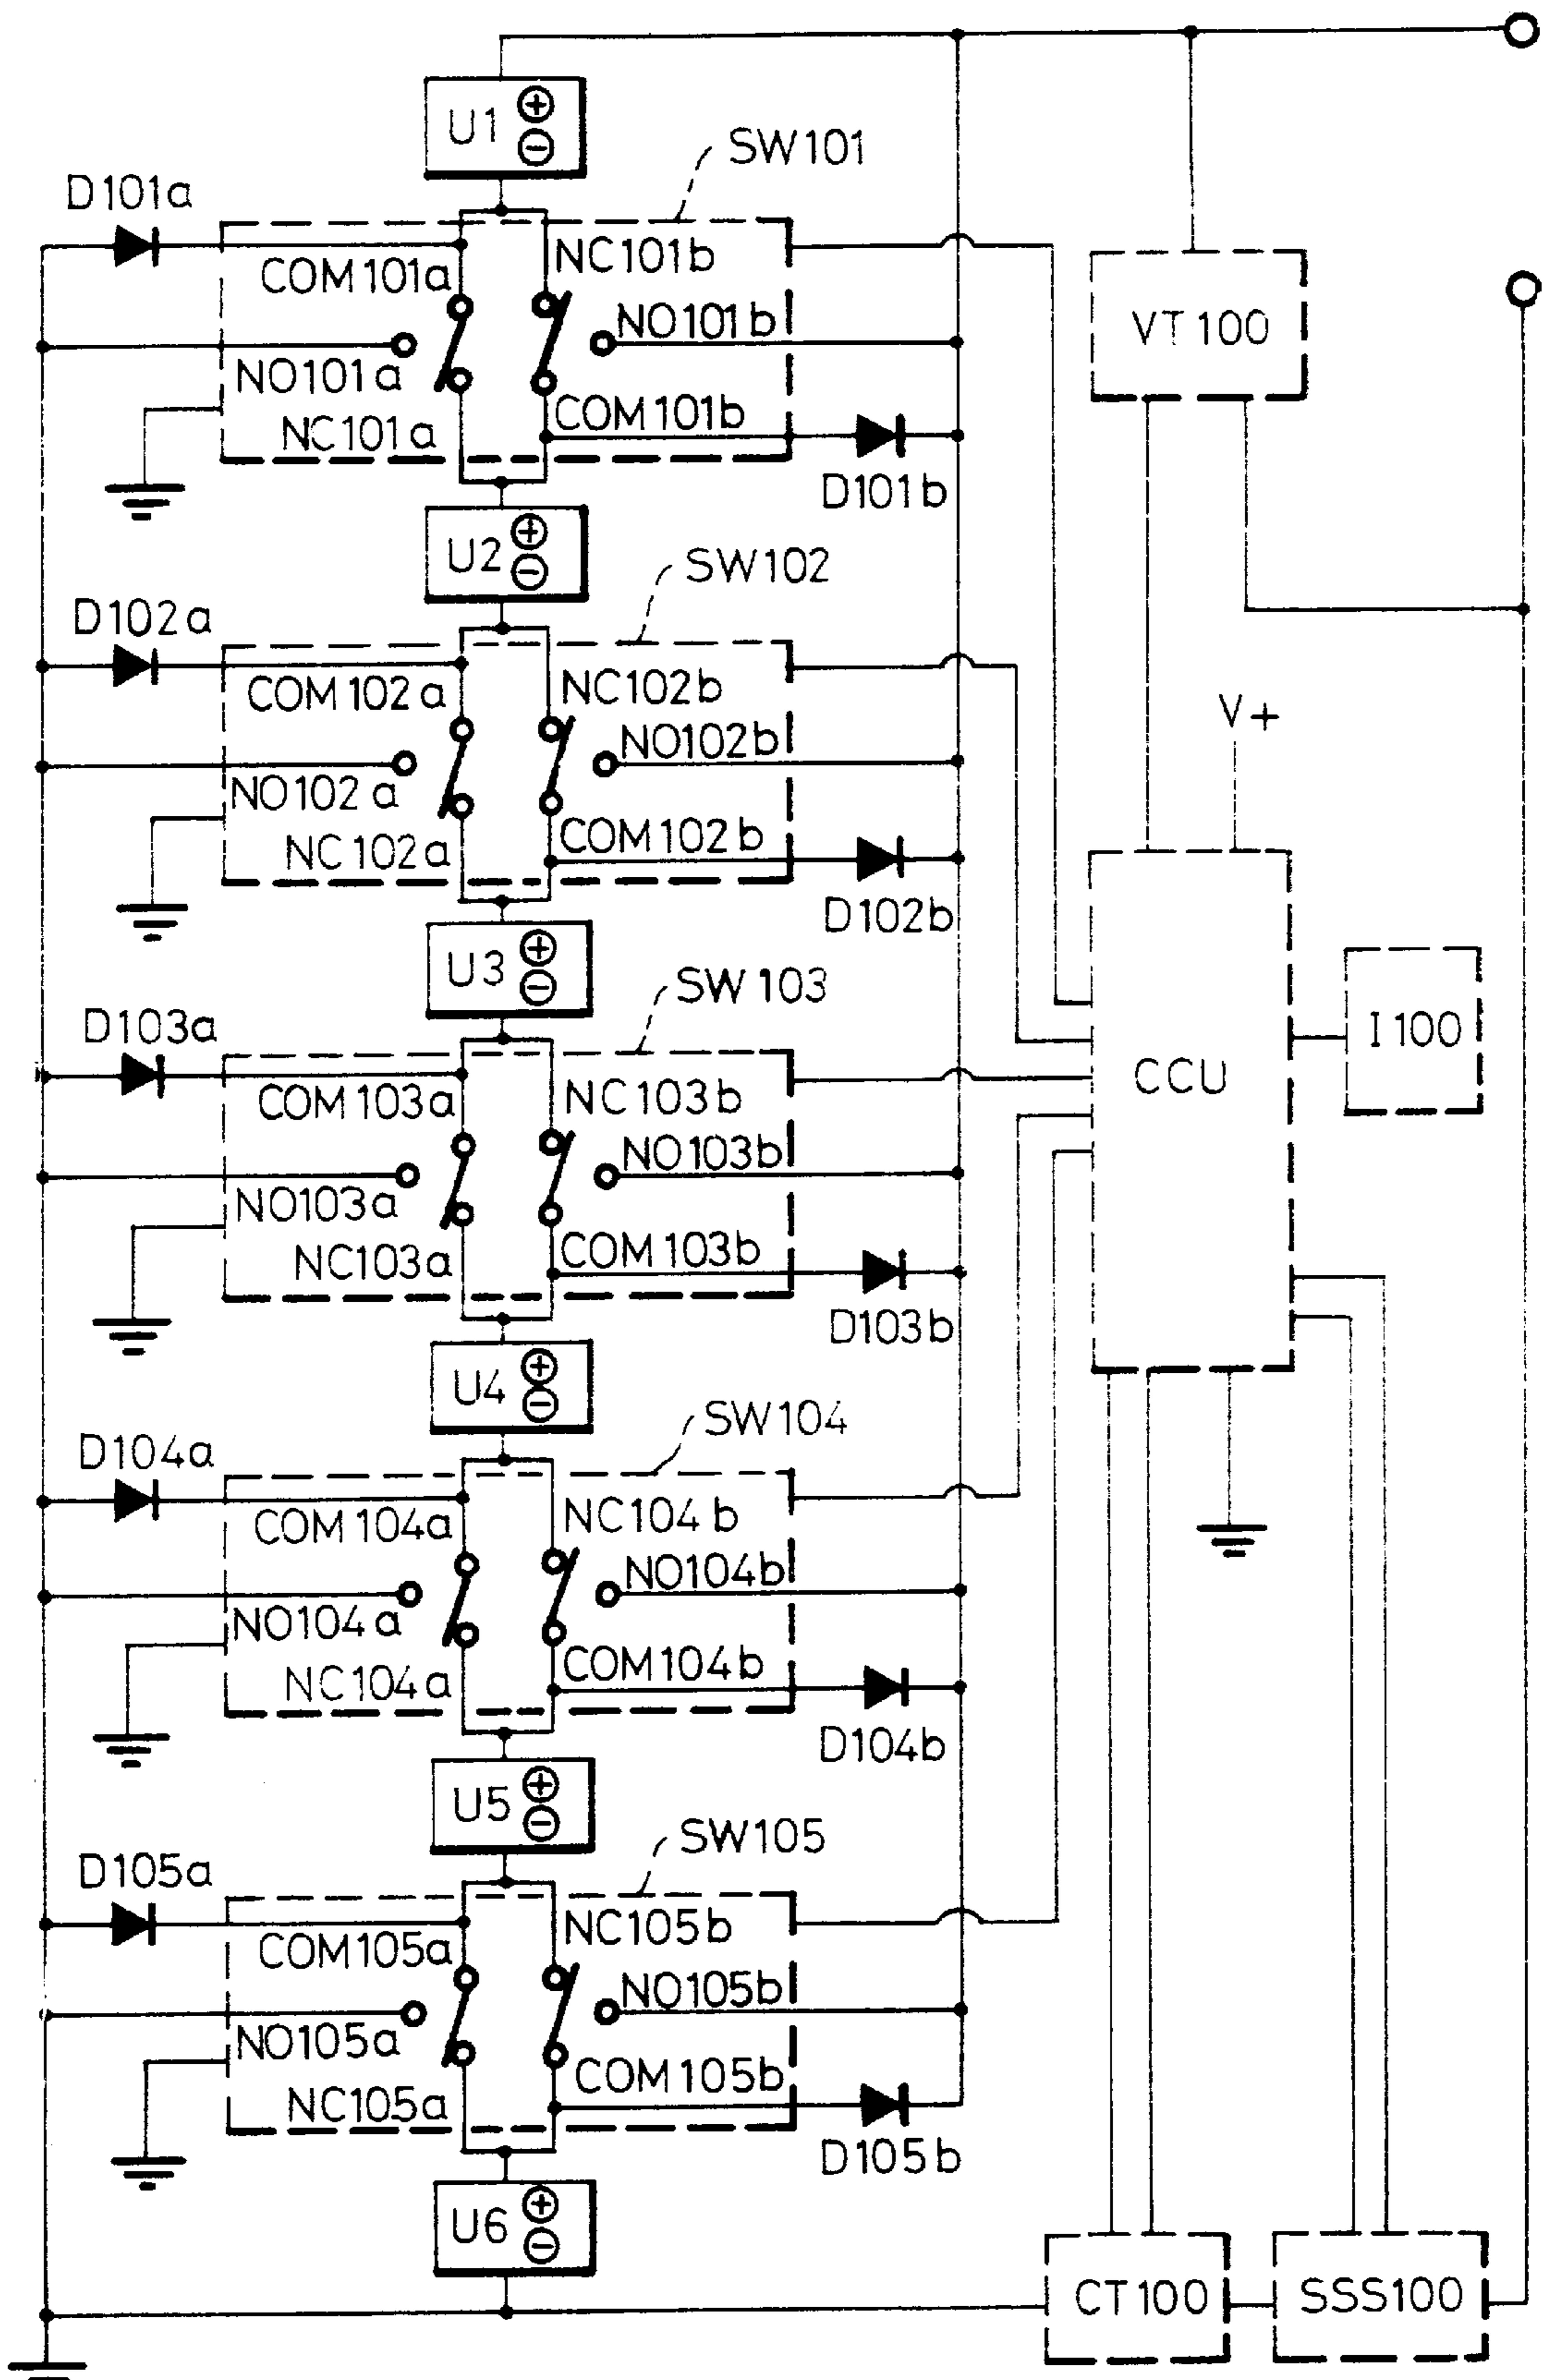 U1 ⊕
⊖
SW101
D101a
COM101a
NC101b
NO101b
NO101a
COM101b
NC101a
D101b
VT100
U2 ⊕
⊖
SW102
D102a
COM102a
NC102b
NO102b
NO102a
COM102b
NC102a
D102b
V+
U3 ⊕
⊖
SW103
D103a
COM103a
NC103b
NO103b
NO103a
COM103b
NC103a
D103b
CCU
I100
U4 ⊕
⊖
SW104
D104a
COM104a
NC104b
NO104b
NO104a
COM104b
NC104a
D104b
U5 ⊕
⊖
SW105
D105a
COM105a
NC105b
NO105b
NO105a
COM105b
NC105a
D105b
U6 ⊕
⊖
CT100
SSS100